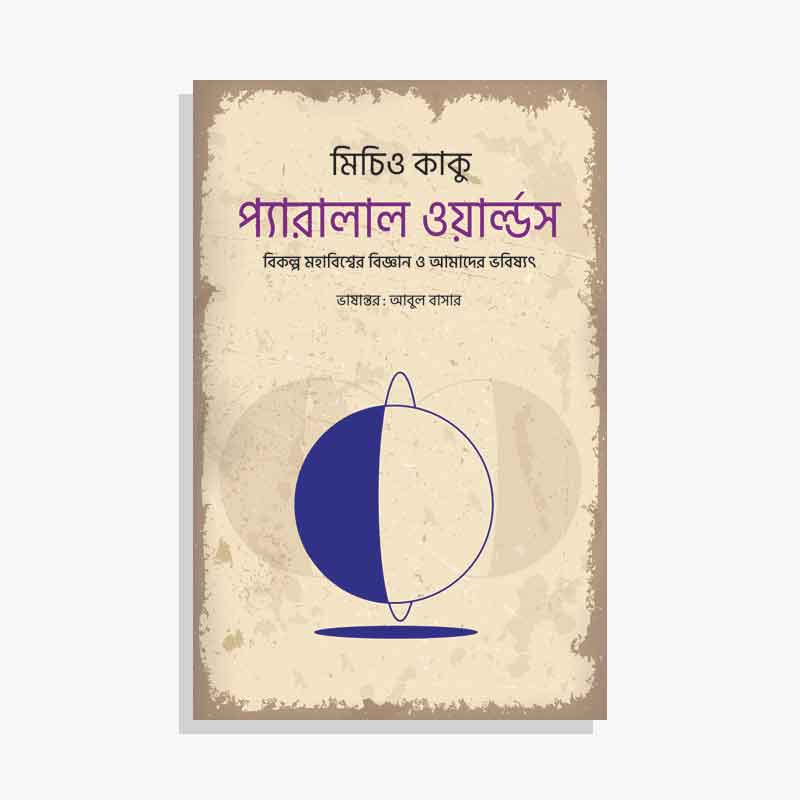 মিচিও কাকু
প্যারালাল ওয়ার্ল্ডস
বিকল্প মহাবিশ্বের বিজ্ঞান ও আমাদের ভবিষ্যৎ
ভাষান্তর : আবুল বাসার